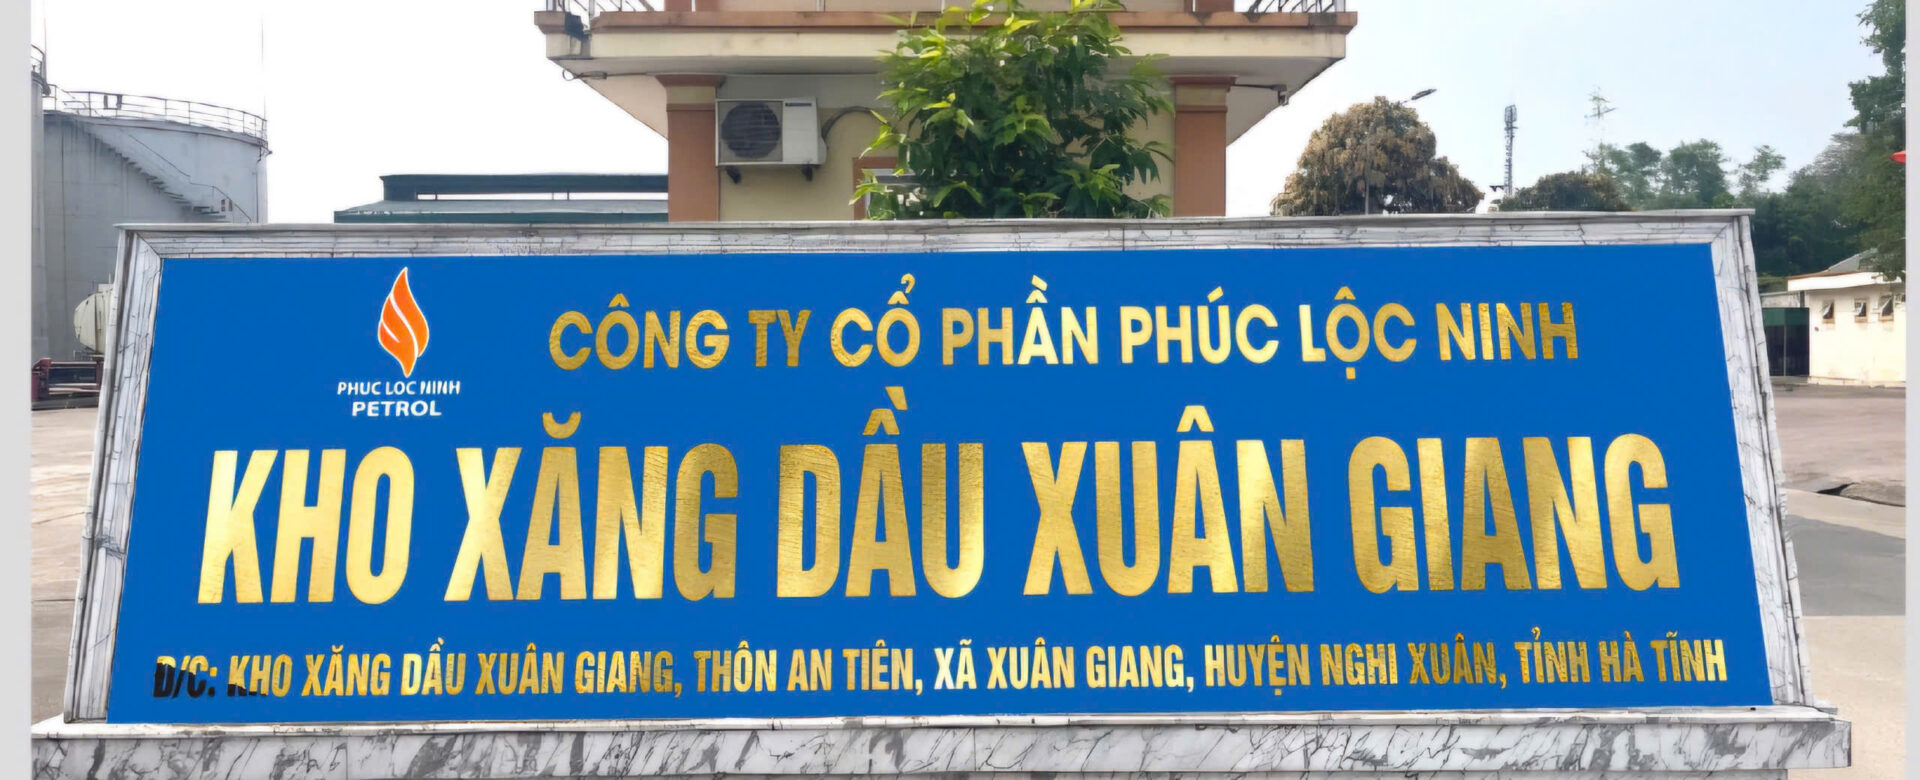 CÔNG TY CỔ PHẦN PHÚC LỘC NINH
PHUC LOC NINH
PETROL
KHO XĂNG DẦU XUÂN GIANG
Đ/C: KHO XĂNG DẦU XUÂN GIANG, THÔN AN TIÊN, XÃ XUÂN GIANG, HUYỆN NGHI XUÂN, TỈNH HÀ TĨNH